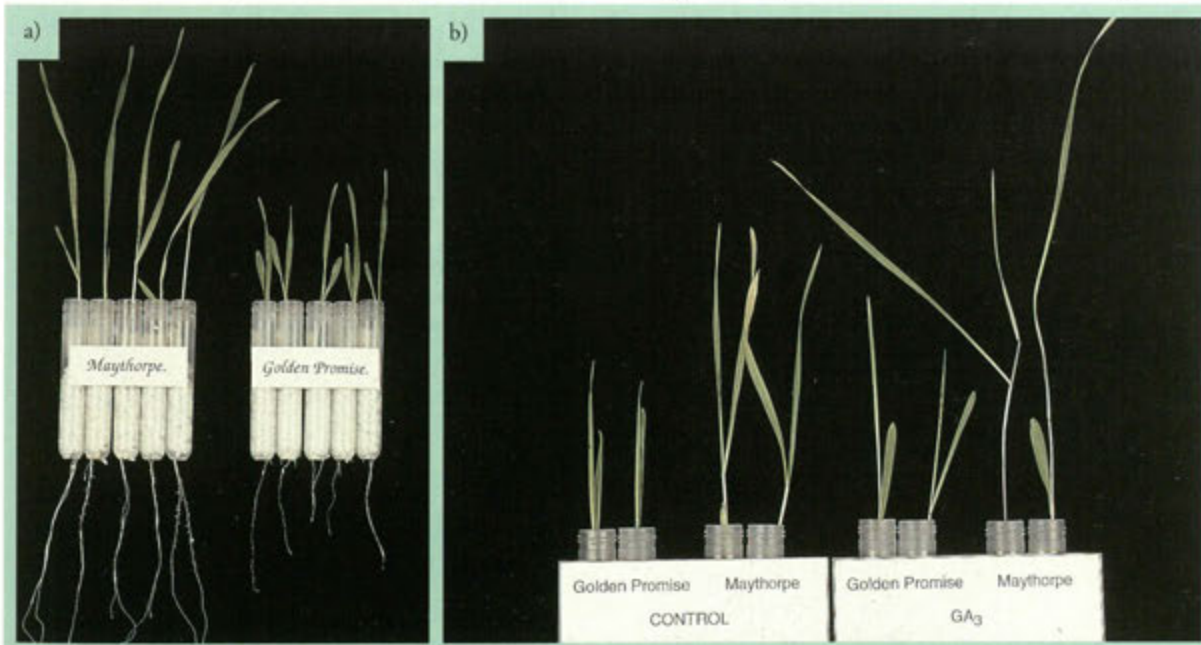 a)
Maythorpe.
Golden Promise.
b)
Golden Promise Maythorpe
CONTROL
Golden Promise Maythorpe
GA₃